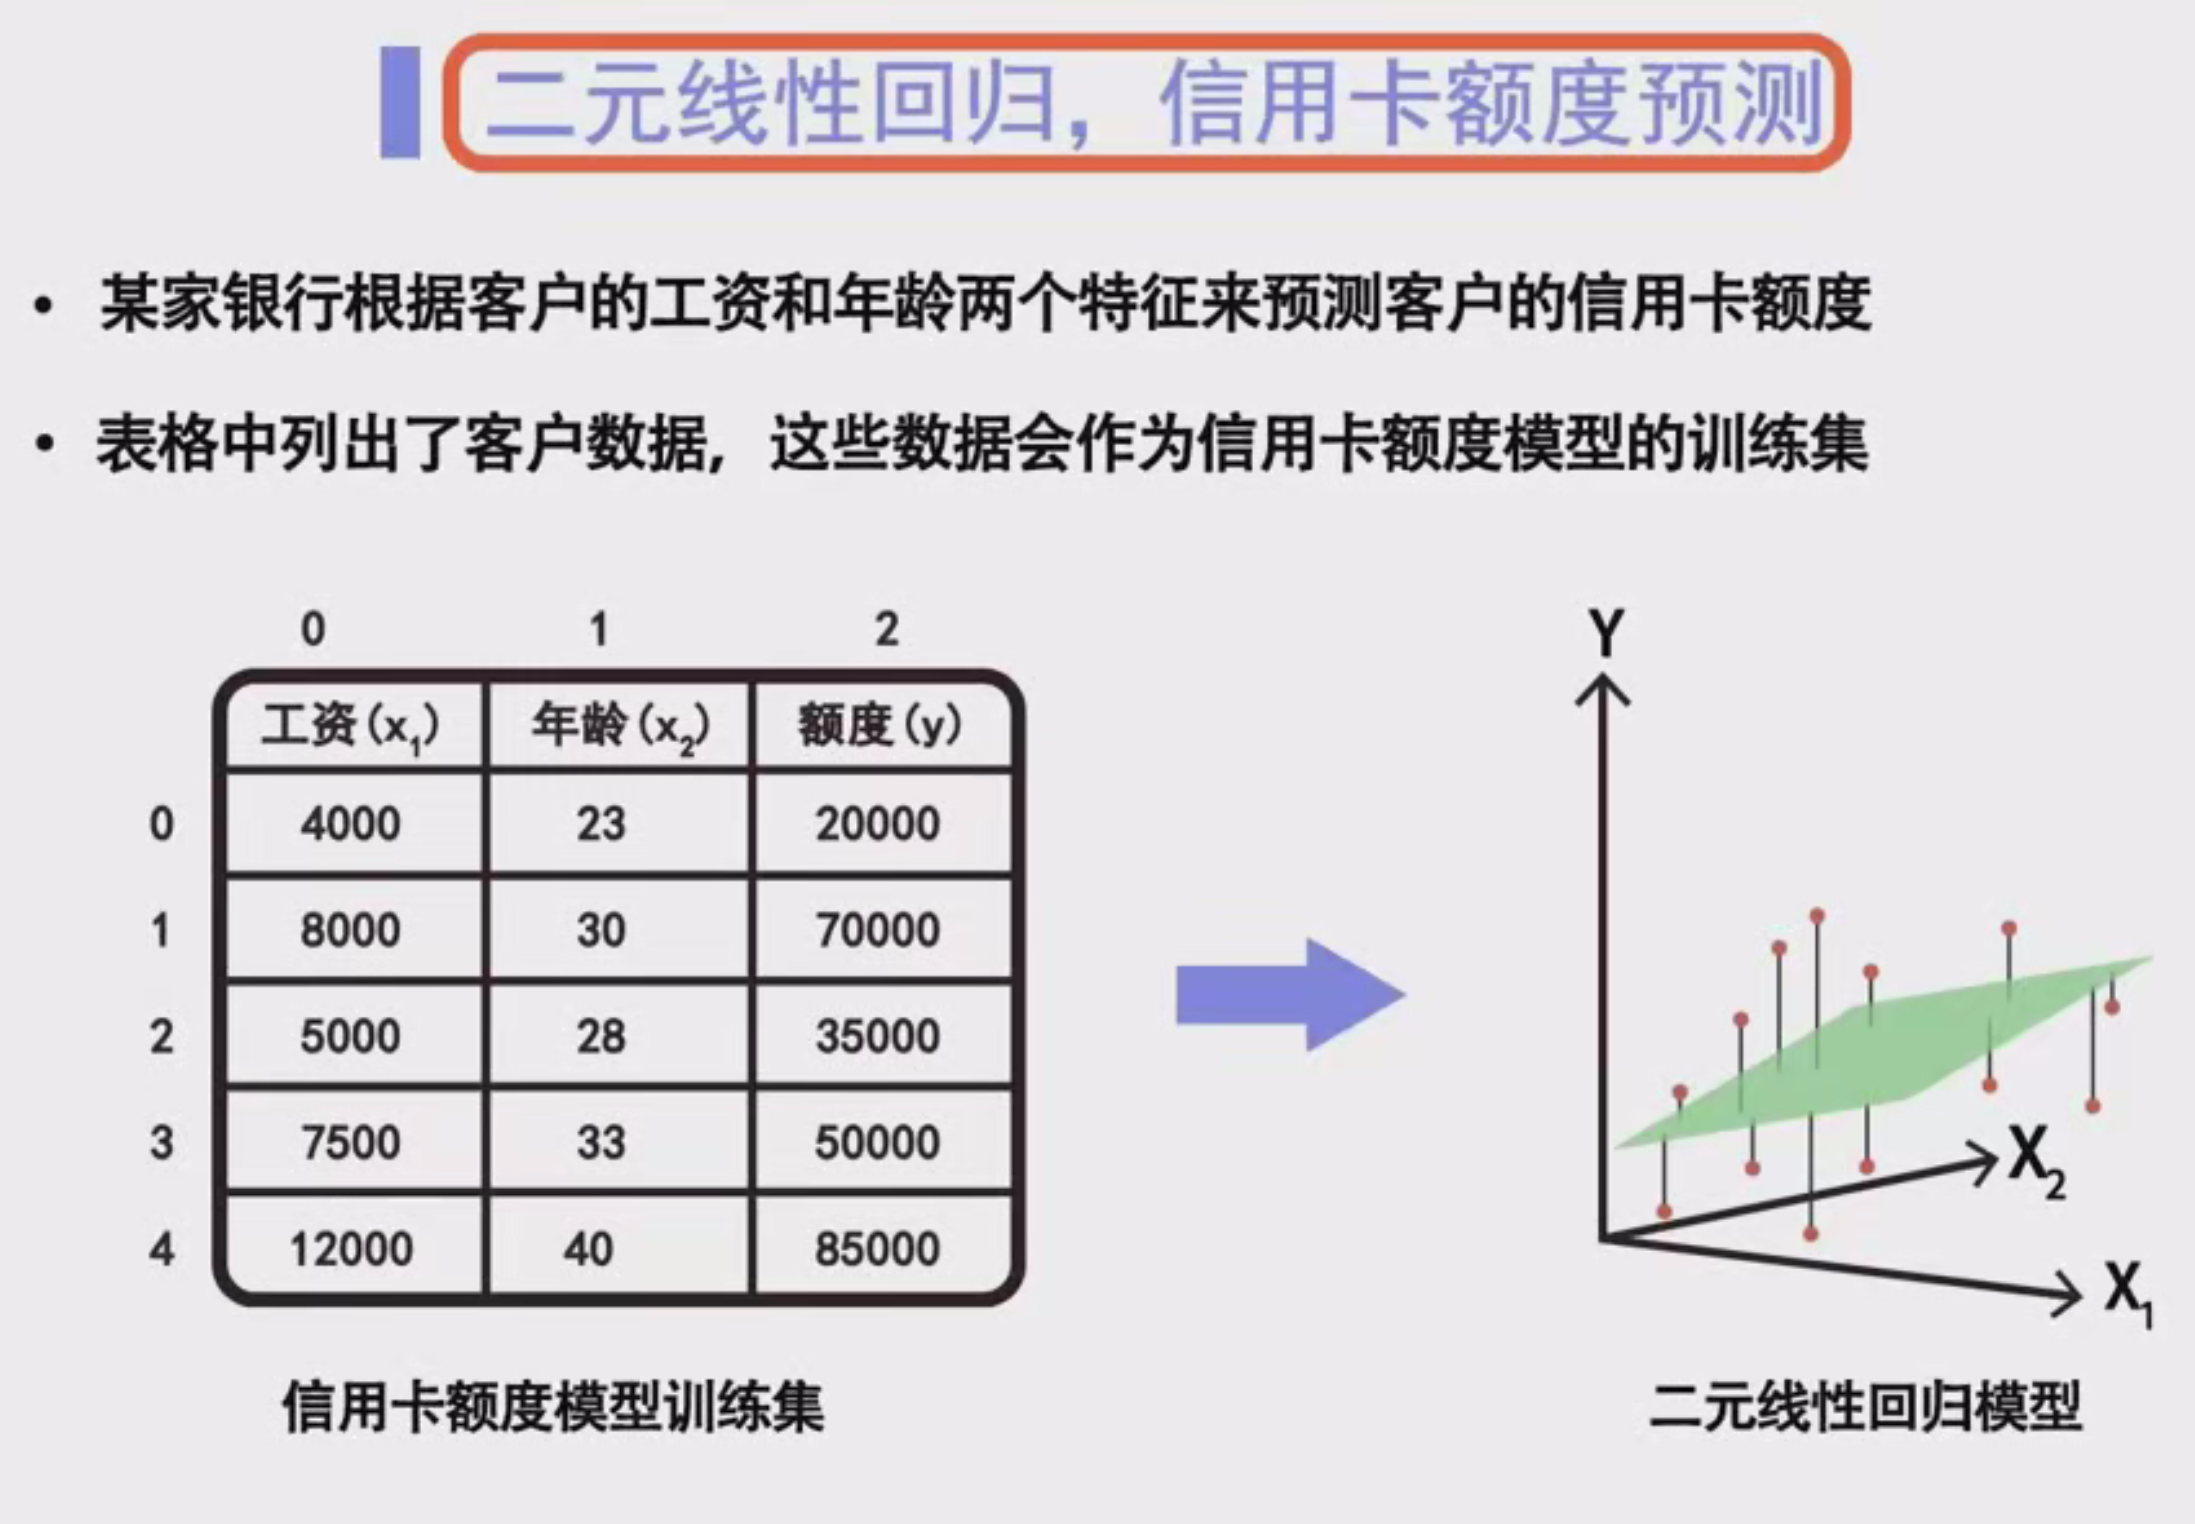 二元线性回归，信用卡额度预测
• 某家银行根据客户的工资和年龄两个特征来预测客户的信用卡额度
• 表格中列出了客户数据，这些数据会作为信用卡额度模型的训练集
0 1 2
工资(x₁) 年龄(x₂) 额度(y)
0 4000 23 20000
1 8000 30 70000
2 5000 28 35000
3 7500 33 50000
4 12000 40 85000
信用卡额度模型训练集
Y
X₂
X₁
二元线性回归模型